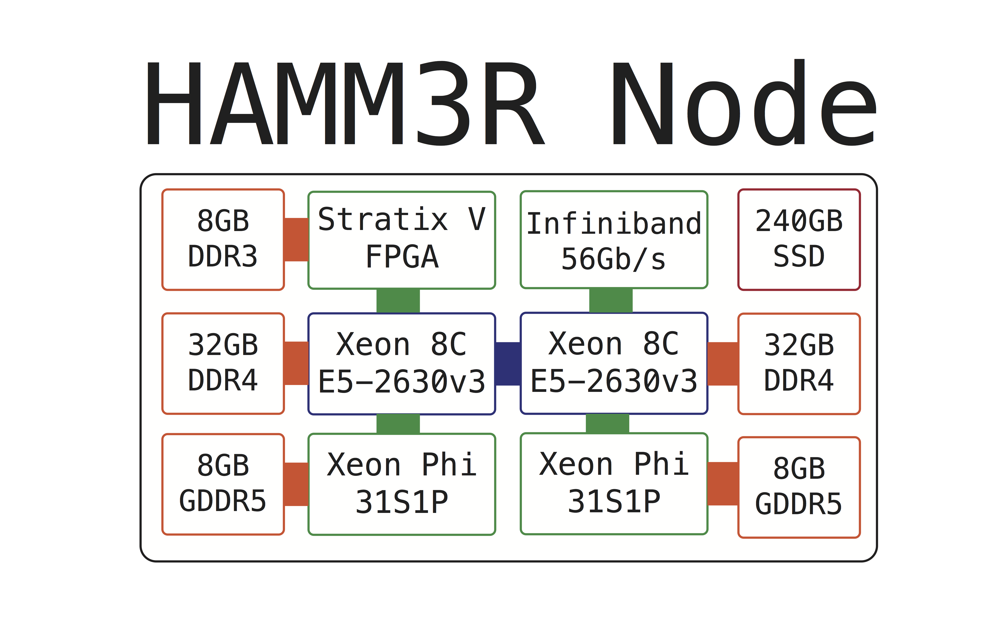 HAMM3R Node
8GB
DDR3
Stratix V
FPGA
Infiniband
56Gb/s
240GB
SSD
32GB
DDR4
Xeon 8C
E5−2630v3
Xeon 8C
E5−2630v3
32GB
DDR4
8GB
GDDR5
Xeon Phi
31S1P
Xeon Phi
31S1P
8GB
GDDR5